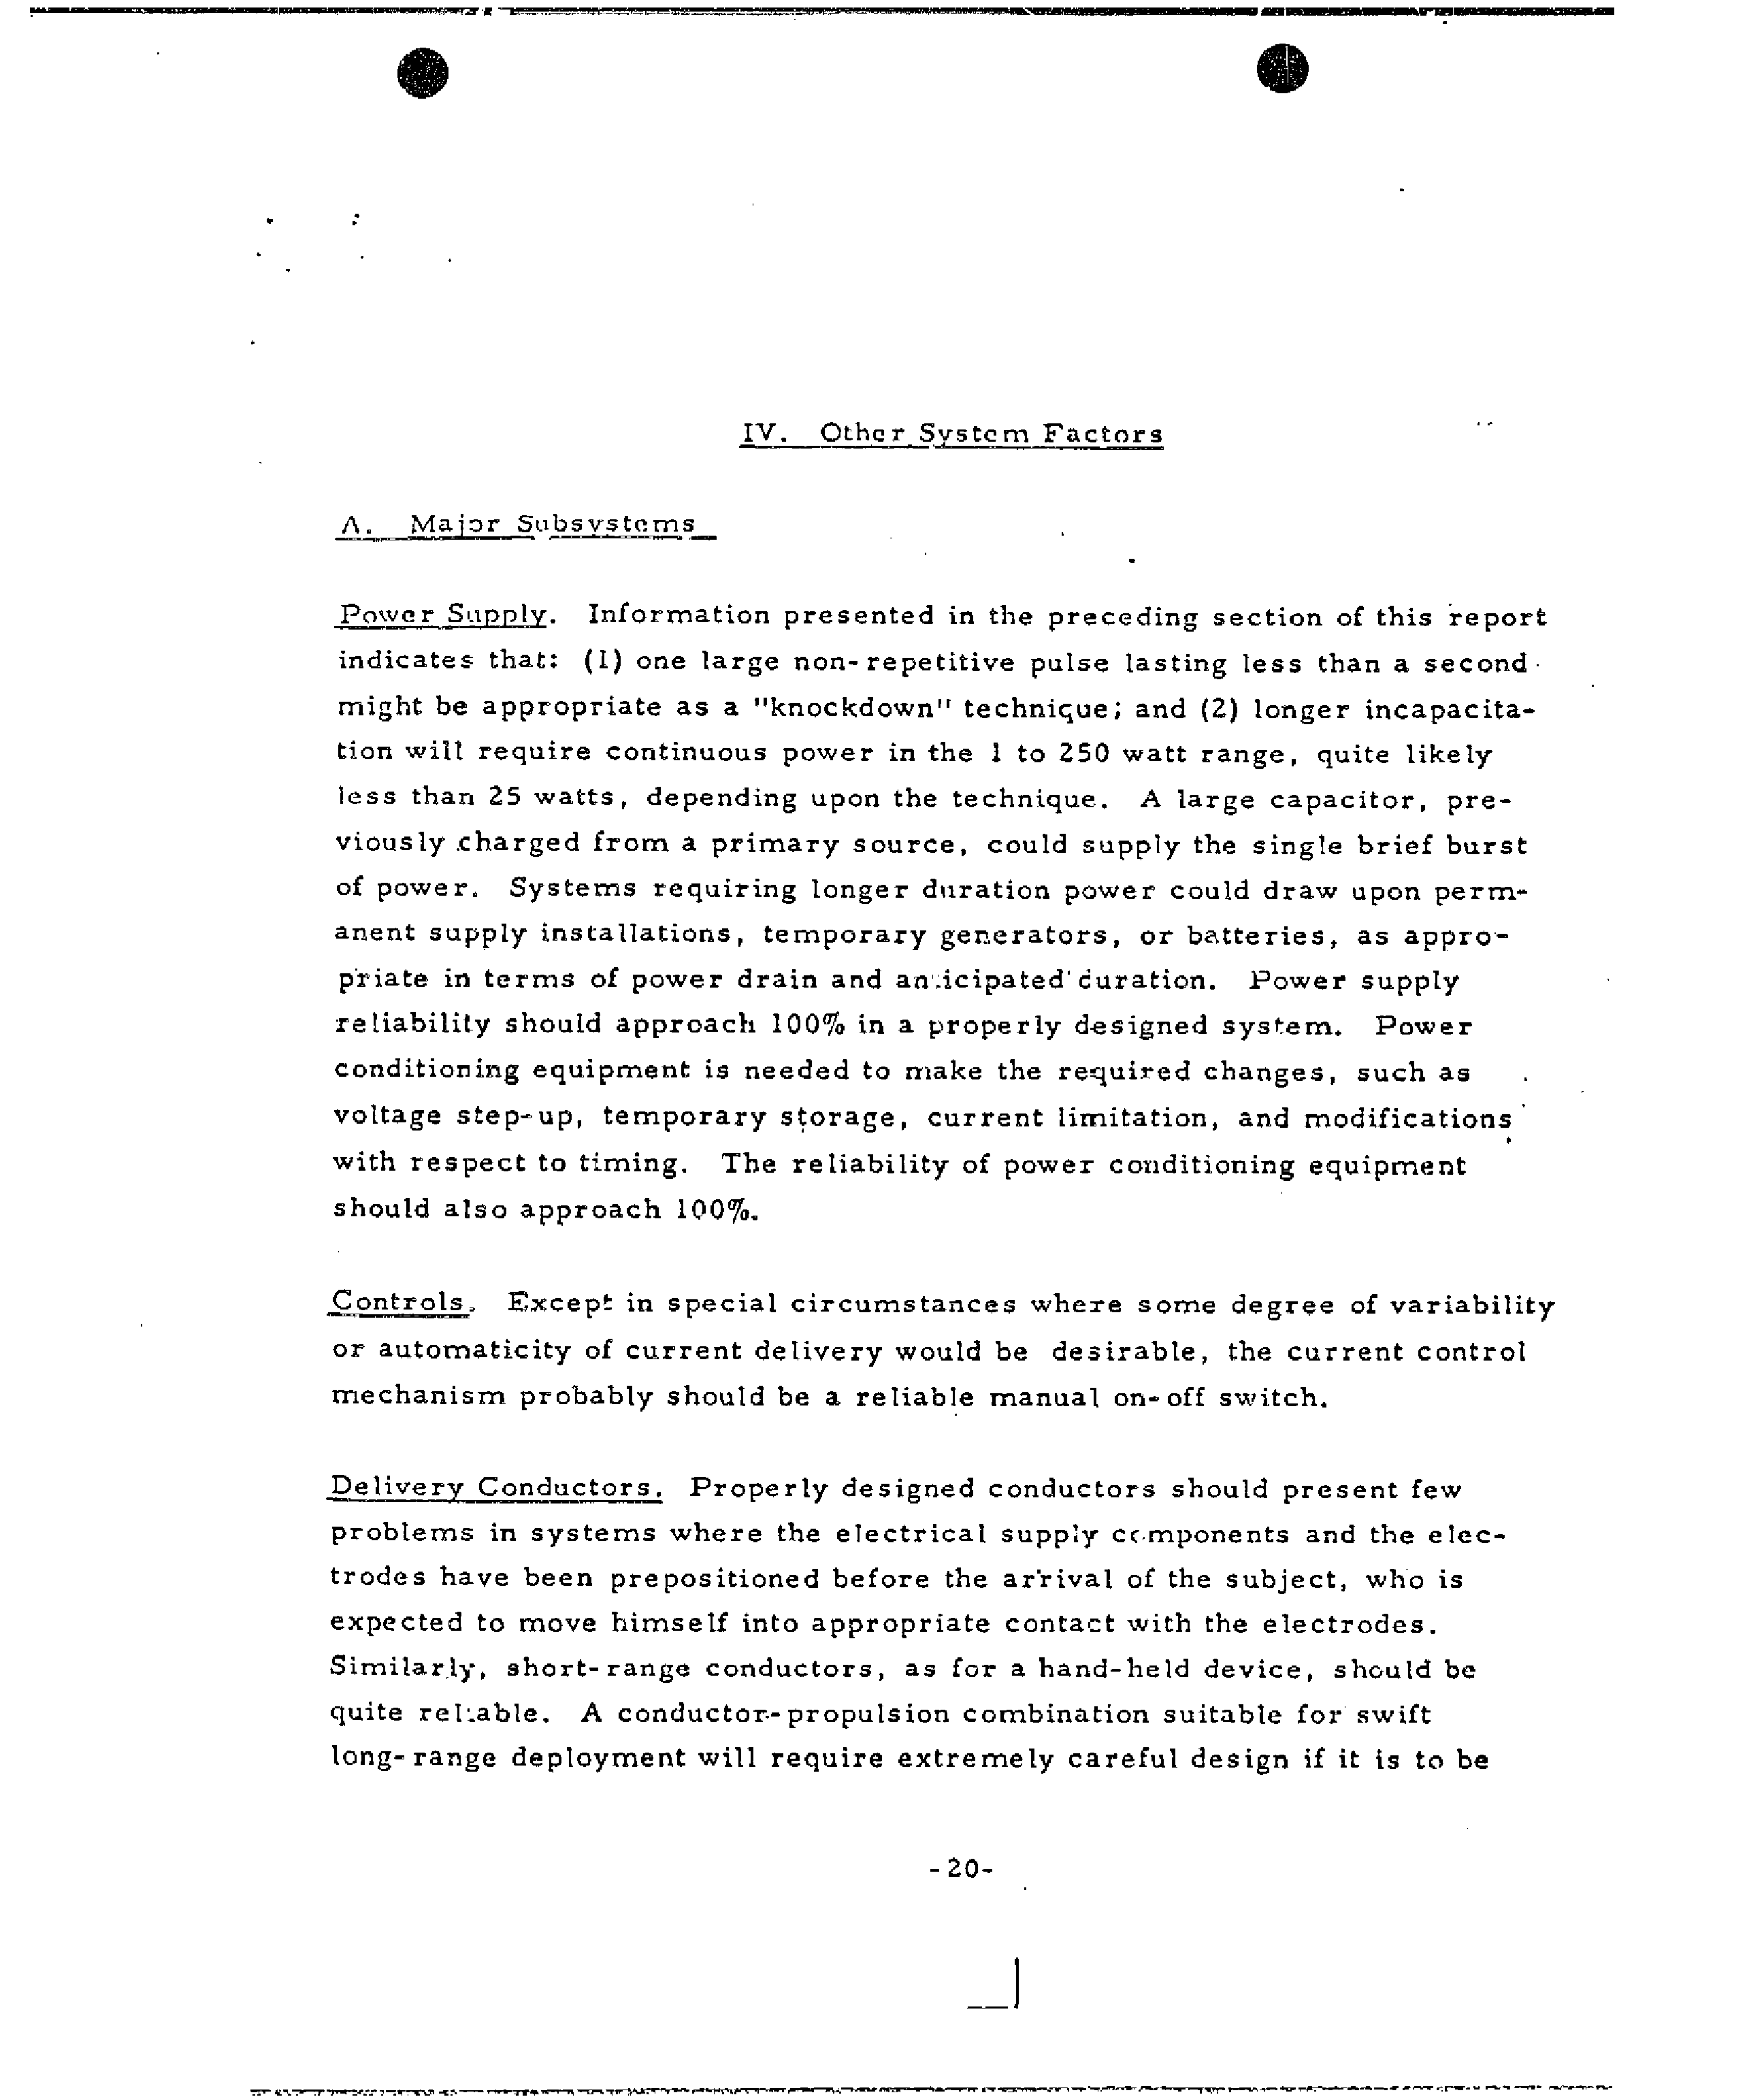 IV. Other System Factors
A. Major Subsystems
Power Supply. Information presented in the preceding section of this report
indicates that: (1) one large non-repetitive pulse lasting less than a second
might be appropriate as a "knockdown" technique; and (2) longer incapacita-
tion will require continuous power in the 1 to 250 watt range, quite likely
less than 25 watts, depending upon the technique. A large capacitor, pre-
viously charged from a primary source, could supply the single brief burst
of power. Systems requiring longer duration power could draw upon perm-
anent supply installations, temporary generators, or batteries, as appro-
priate in terms of power drain and anticipated duration. Power supply
reliability should approach 100% in a properly designed system. Power
conditioning equipment is needed to make the required changes, such as
voltage step-up, temporary storage, current limitation, and modifications
with respect to timing. The reliability of power conditioning equipment
should also approach 100%.
Controls. Except in special circumstances where some degree of variability
or automaticity of current delivery would be desirable, the current control
mechanism probably should be a reliable manual on-off switch.
Delivery Conductors. Properly designed conductors should present few
problems in systems where the electrical supply components and the elec-
trodes have been prepositioned before the arrival of the subject, who is
expected to move himself into appropriate contact with the electrodes.
Similarly, short-range conductors, as for a hand-held device, should be
quite reliable. A conductor-propulsion combination suitable for swift
long-range deployment will require extremely careful design if it is to be
-20-